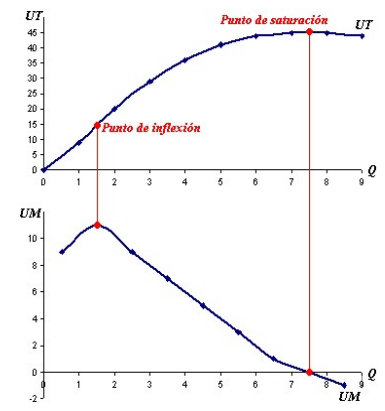 UT
Punto de saturación
45
UT
40
35
30
25
20
15
Punto de inflexión
10
5
0
Q
0 1 2 3 4 5 6 7 8 9
UM
10
8
6
4
2
0
Q
0 1 2 3 4 5 6 7 8 9
-2
UM